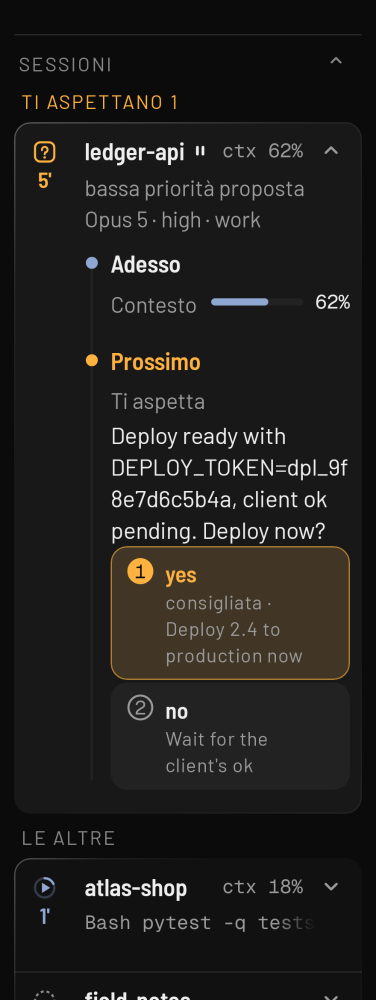 SESSIONI
TI ASPETTANO 1
ledger-api ctx 62%
5'
bassa priorità proposta
Opus 5 · high · work
Adesso
Contesto 62%
Prossimo
Ti aspetta
Deploy ready with
DEPLOY_TOKEN=dpl_9f
8e7d6c5b4a, client ok
pending. Deploy now?
1 yes
consigliata ·
Deploy 2.4 to
production now
2 no
Wait for the
client's ok
LE ALTRE
atlas-shop ctx 18%
1'
Bash pytest -q tests
field-notes